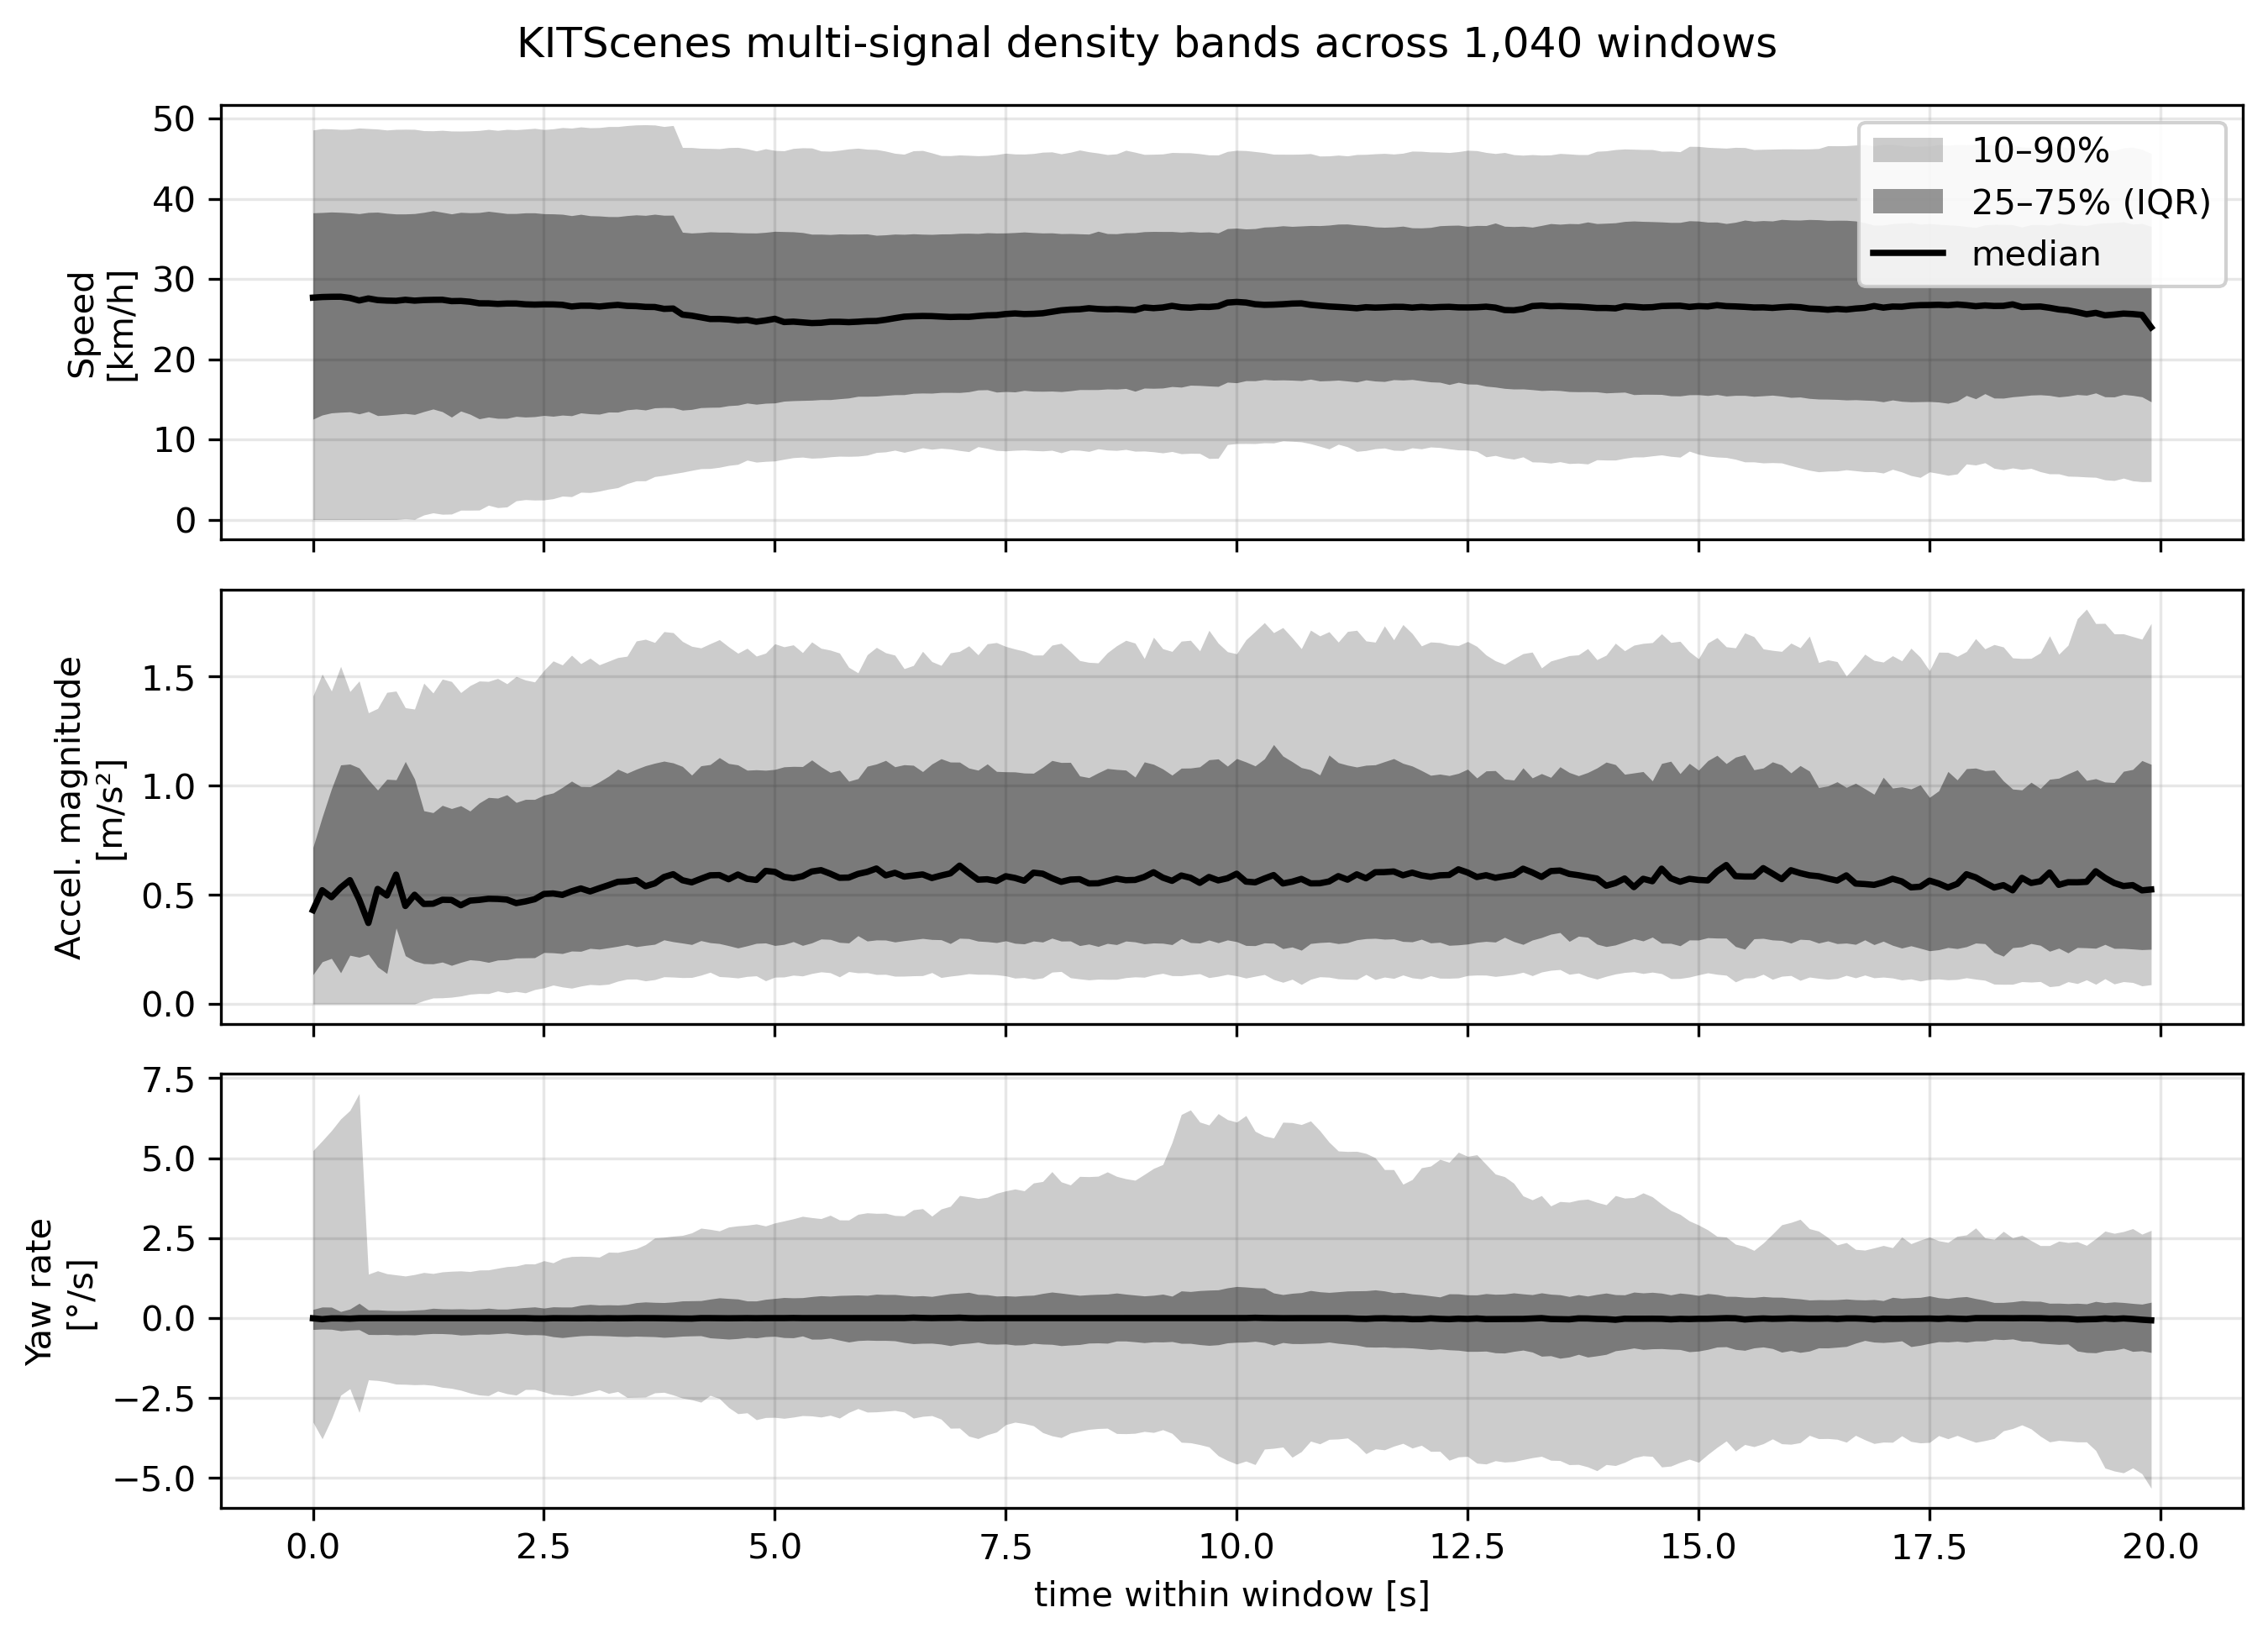 KITScenes multi-signal density bands across 1,040 windows
50
40
30
20
10
0
Speed
[km/h]
10–90%
25–75% (IQR)
median
1.5
1.0
0.5
0.0
Accel. magnitude
[m/s²]
7.5
5.0
2.5
0.0
−2.5
−5.0
Yaw rate
[°/s]
0.0 2.5 5.0 7.5 10.0 12.5 15.0 17.5 20.0
time within window [s]